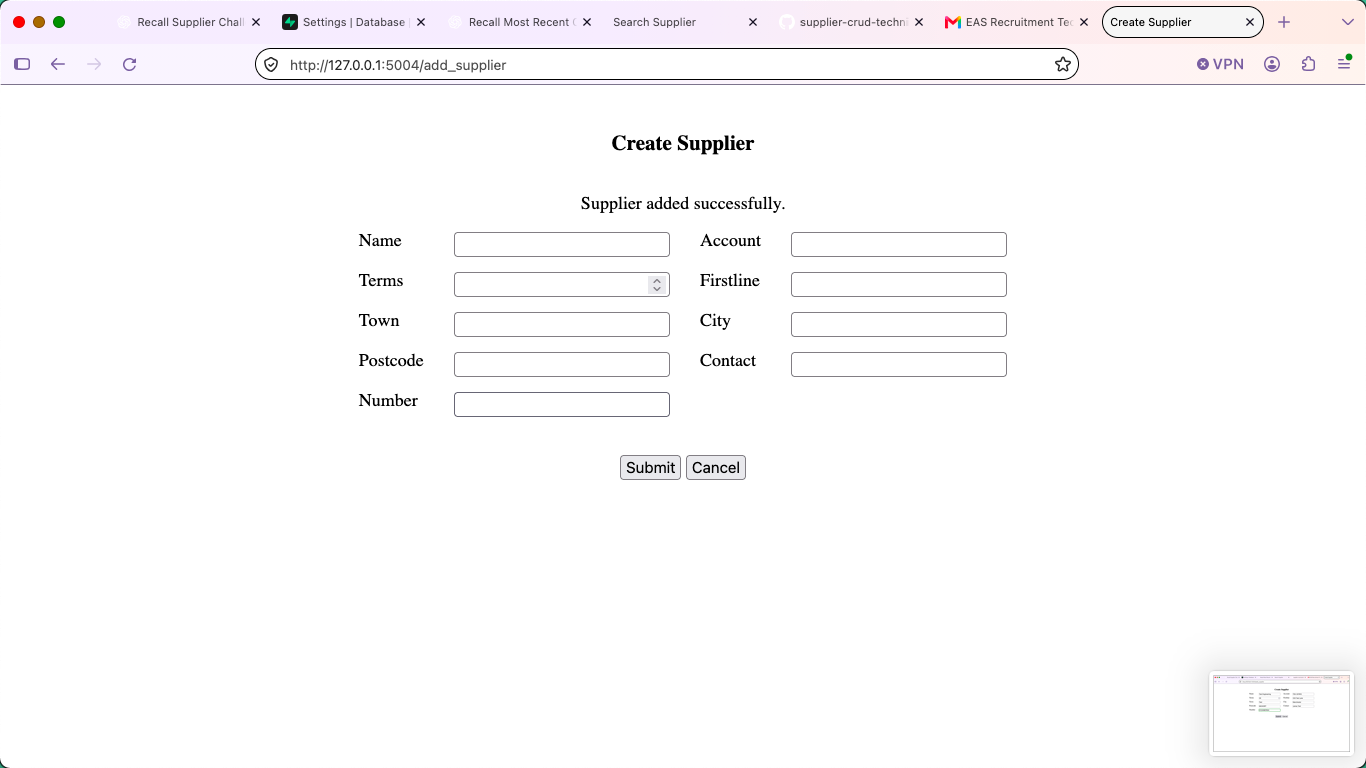 Recall Supplier Chall
Settings | Database
Recall Most Recent
Search Supplier
supplier-crud-techni
EAS Recruitment Tec
Create Supplier
http://127.0.0.1:5004/add_supplier
VPN
Create Supplier
Supplier added successfully.
Name
Account
Terms
Firstline
Town
City
Postcode
Contact
Number
Submit Cancel